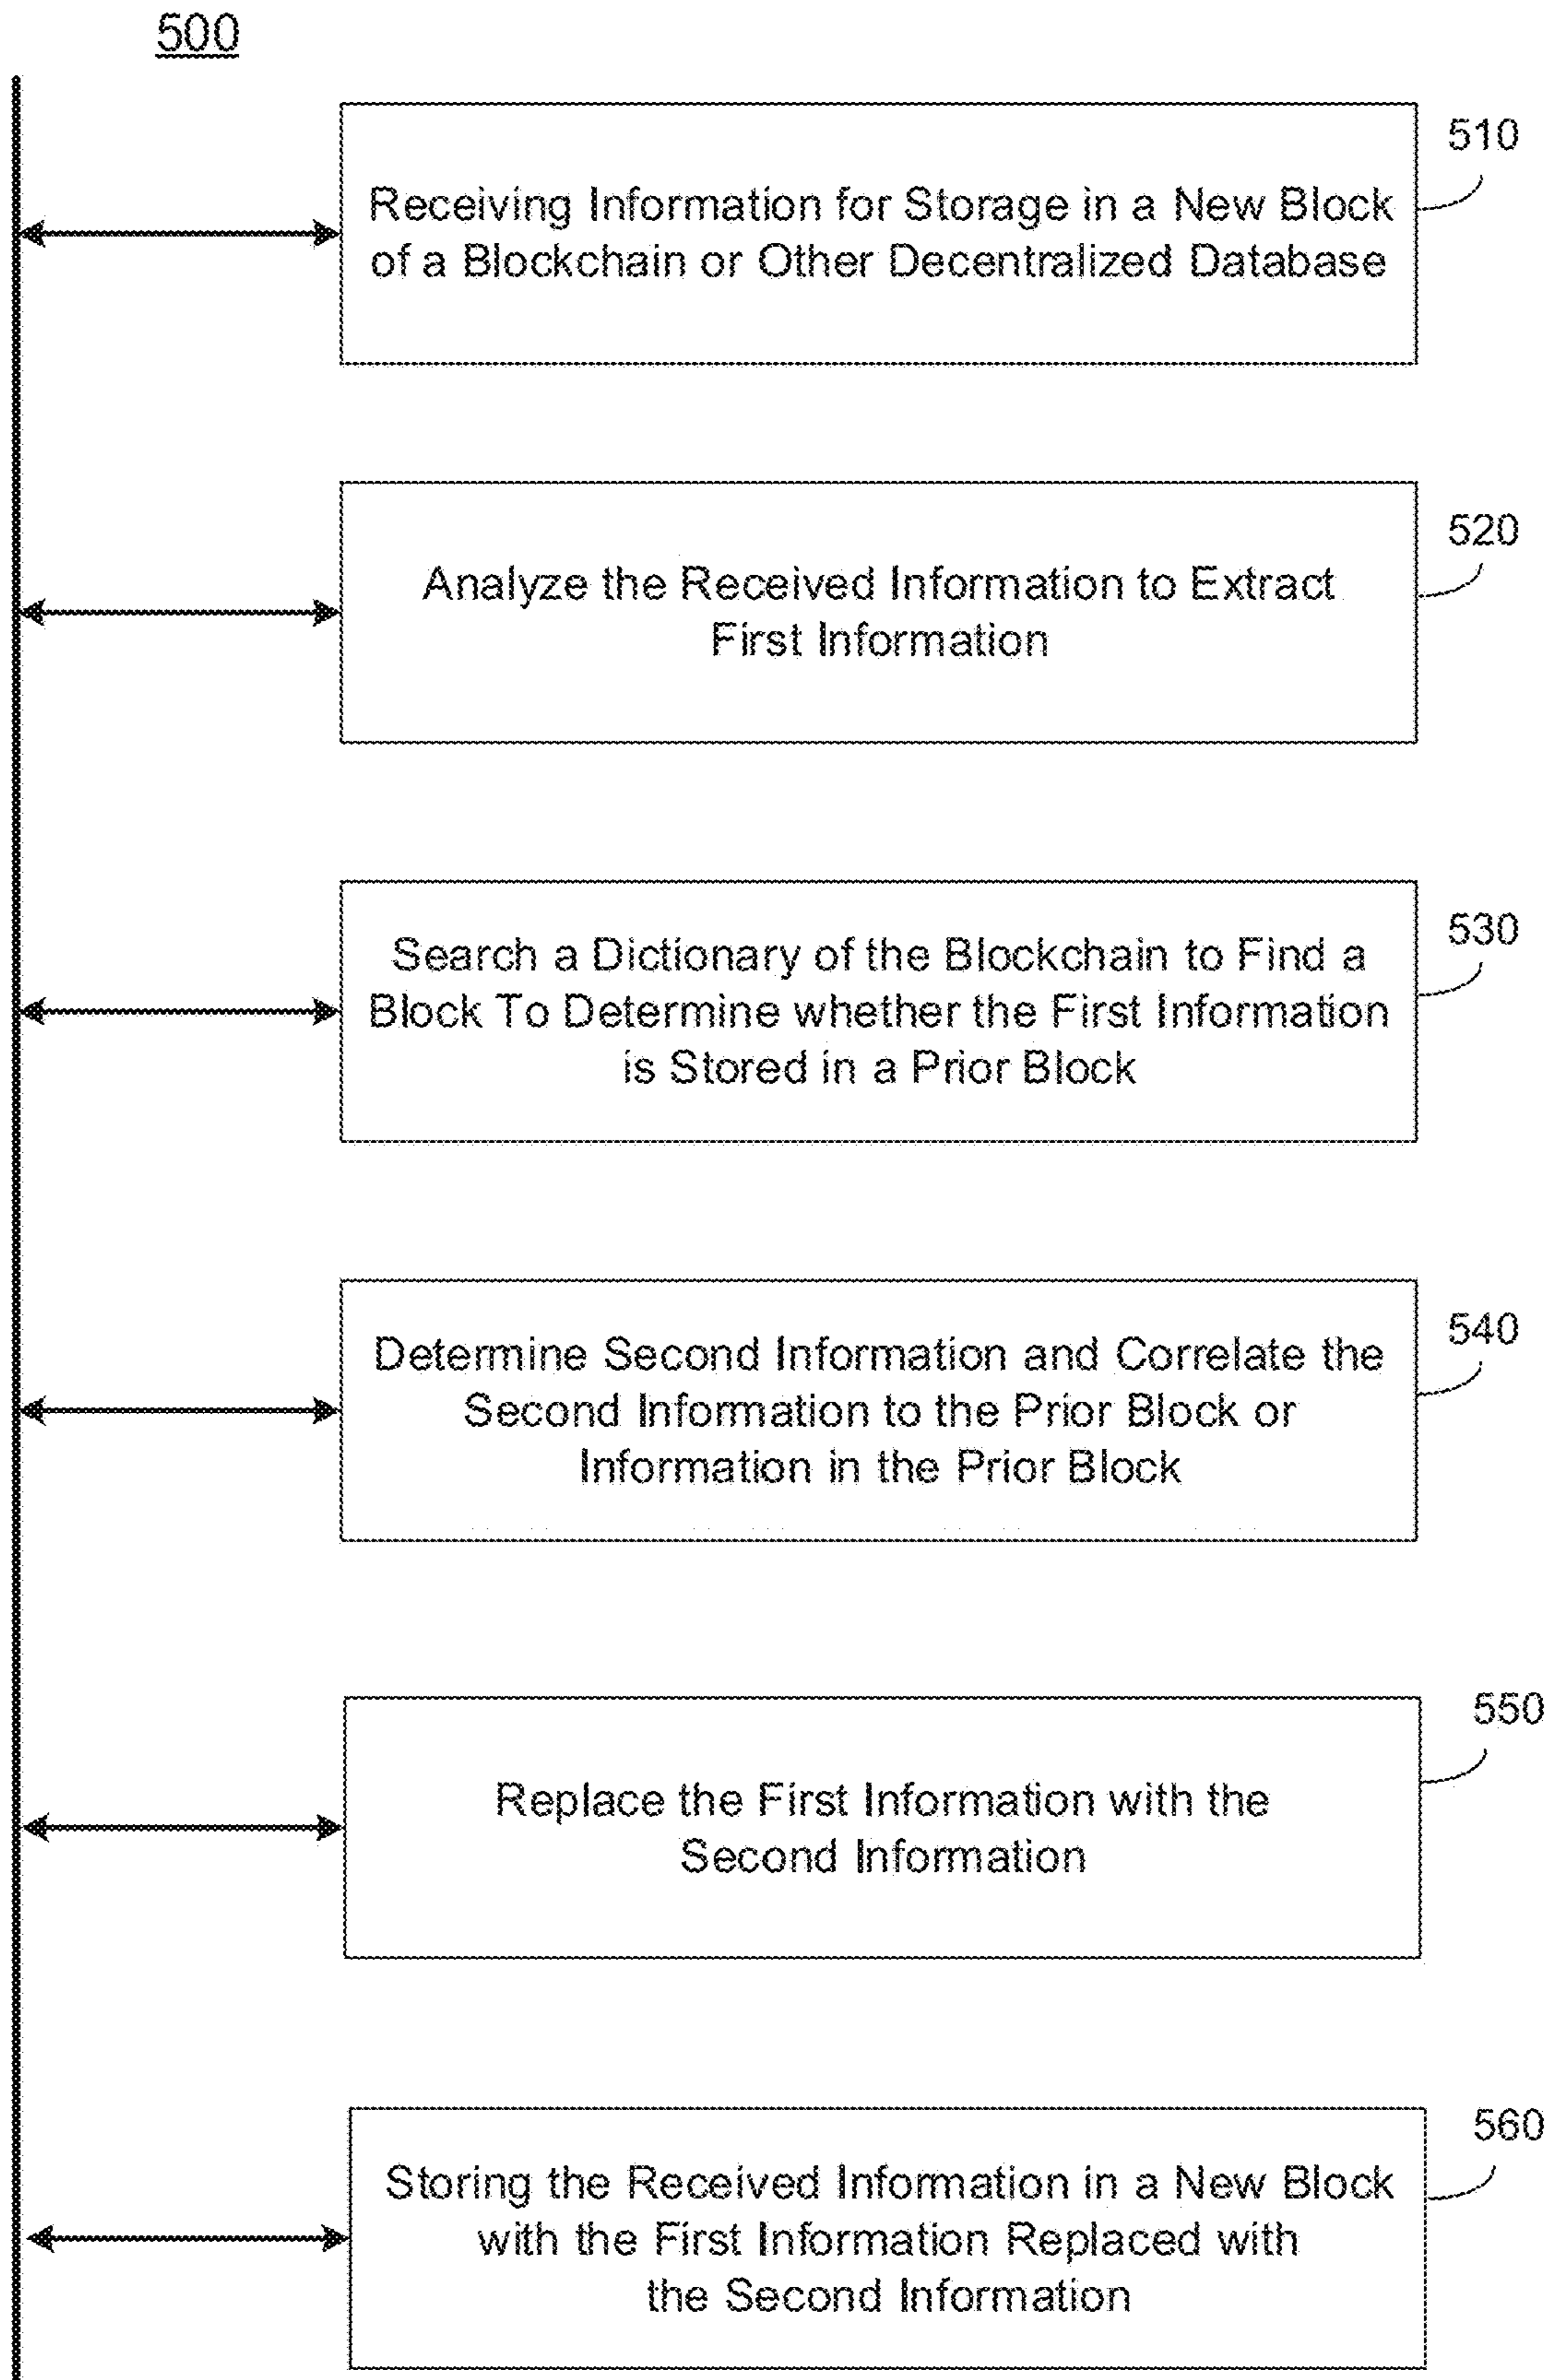 500
510
Receiving Information for Storage in a New Block
of a Blockchain or Other Decentralized Database
520
Analyze the Received Information to Extract
First Information
530
Search a Dictionary of the Blockchain to Find a
Block To Determine whether the First Information
is Stored in a Prior Block
540
Determine Second Information and Correlate the
Second Information to the Prior Block or
Information in the Prior Block
550
Replace the First Information with the
Second Information
560
Storing the Received Information in a New Block
with the First Information Replaced with
the Second Information